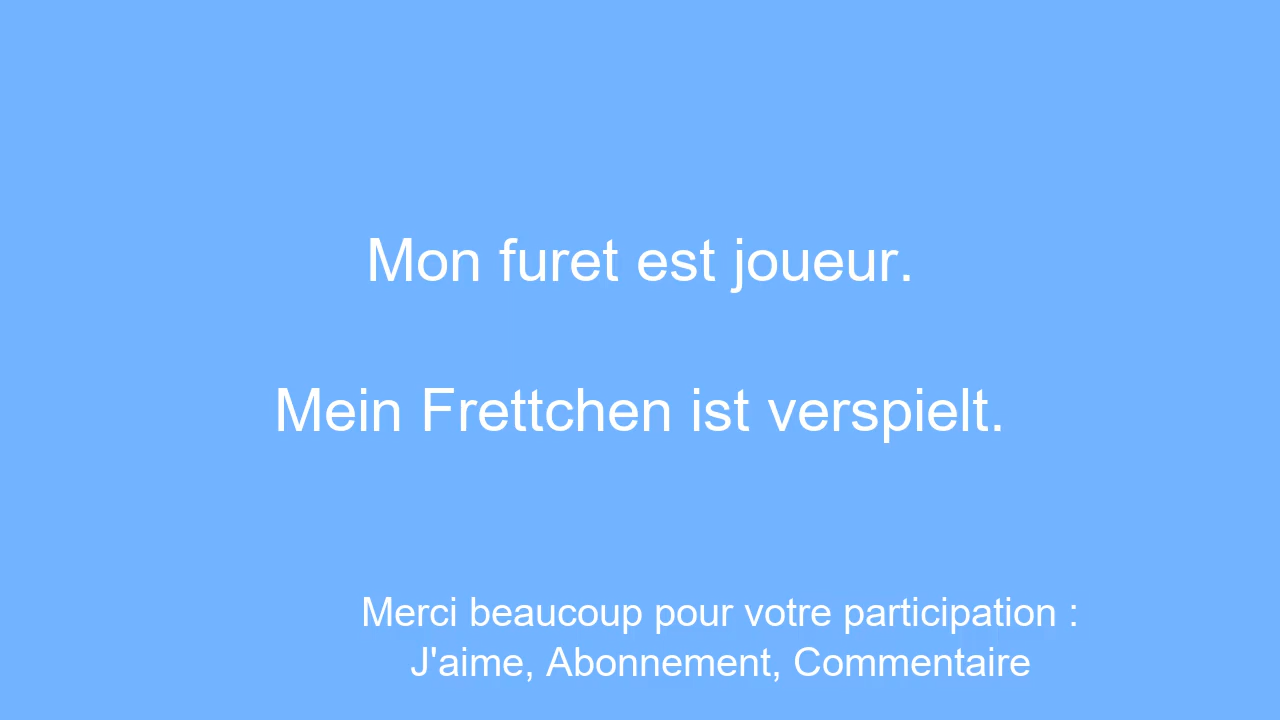 Mon furet est joueur.
Mein Frettchen ist verspielt.
Merci beaucoup pour votre participation :
J'aime, Abonnement, Commentaire